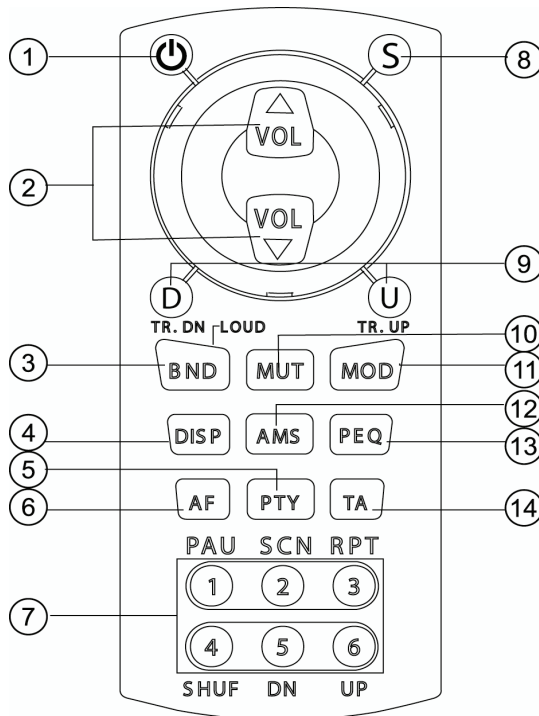 1
S
8
VOL
2
VOL
9
D
U
TR. DN
LOUD
TR. UP
10
3
BND
MUT
MOD
11
12
4
DISP
AMS
PEQ
13
5
6
AF
PTY
TA
14
PAU SCN RPT
1 2 3
7
4 5 6
SHUF DN UP